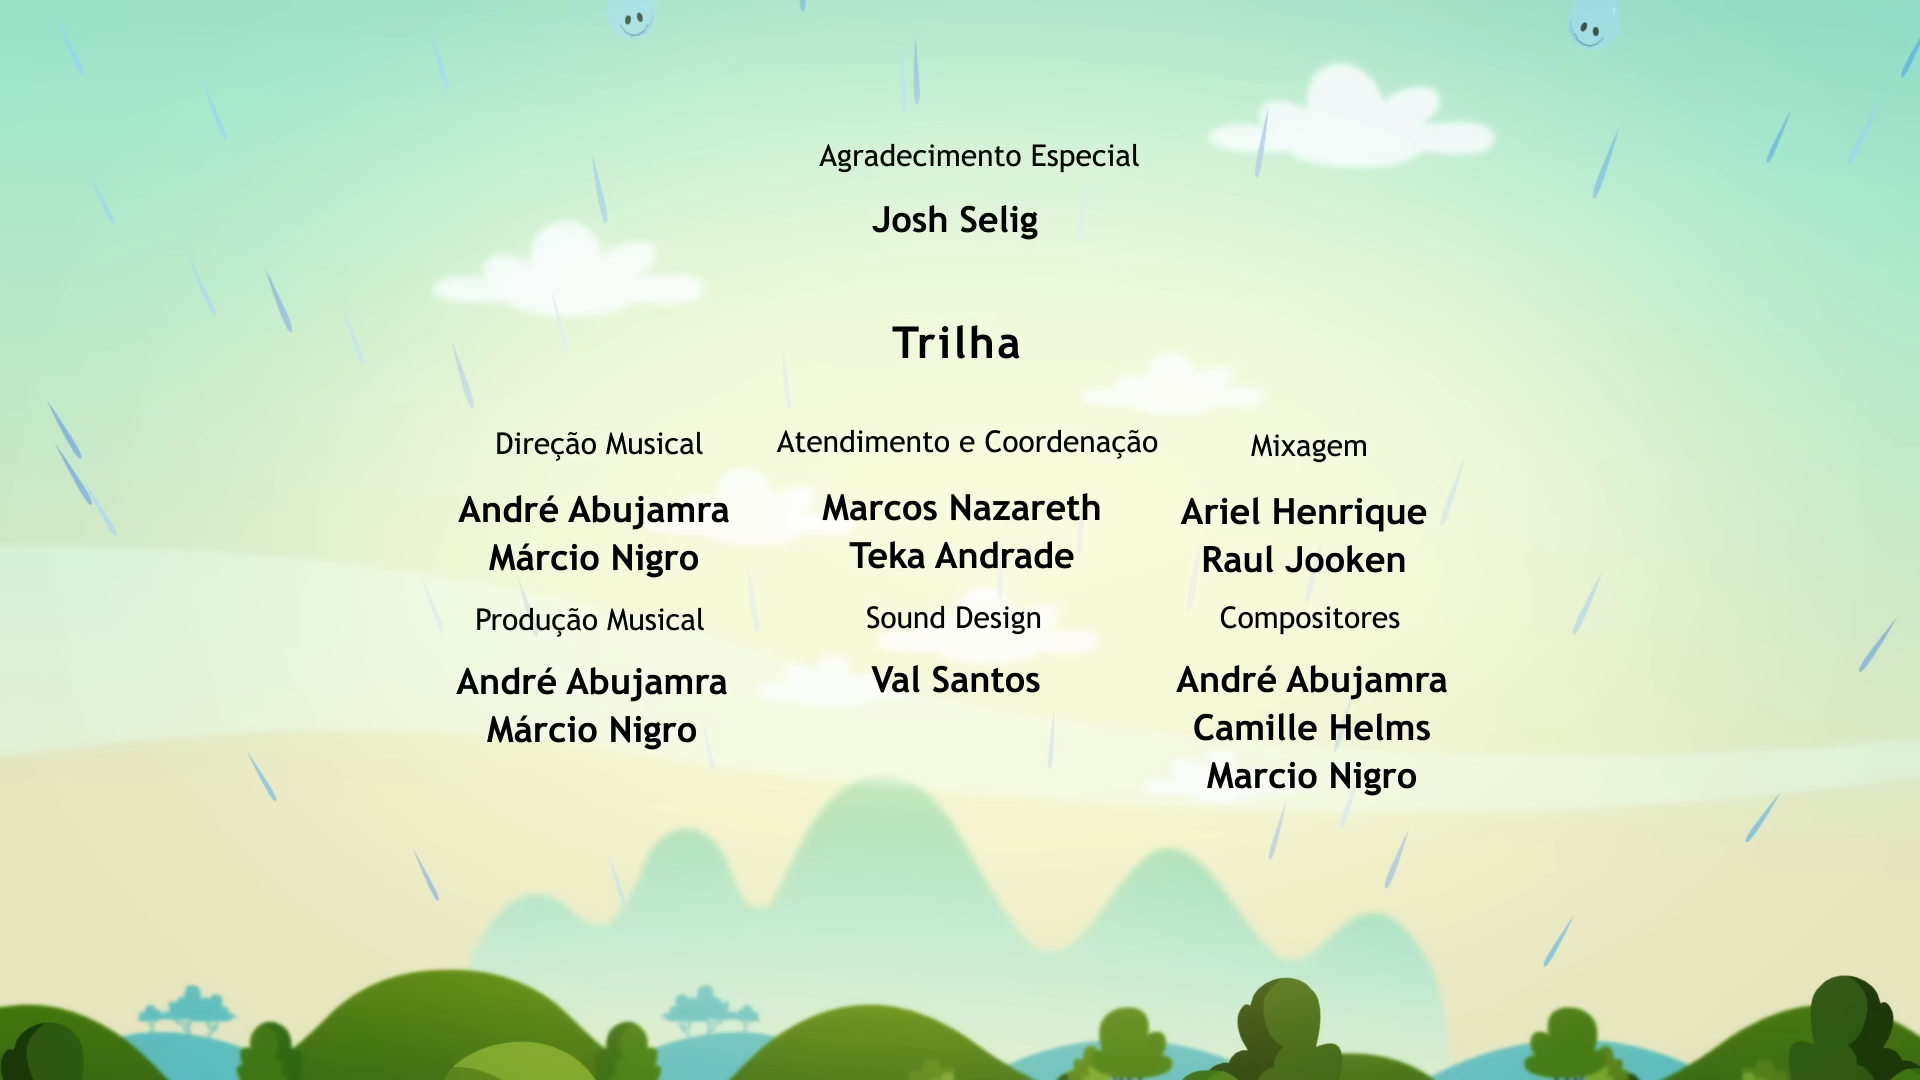 Agradecimento Especial
Josh Selig
Trilha
Direção Musical
André Abujamra
Márcio Nigro
Atendimento e Coordenação
Marcos Nazareth
Teka Andrade
Mixagem
Ariel Henrique
Raul Jooken
Produção Musical
André Abujamra
Márcio Nigro
Sound Design
Val Santos
Compositores
André Abujamra
Camille Helms
Marcio Nigro